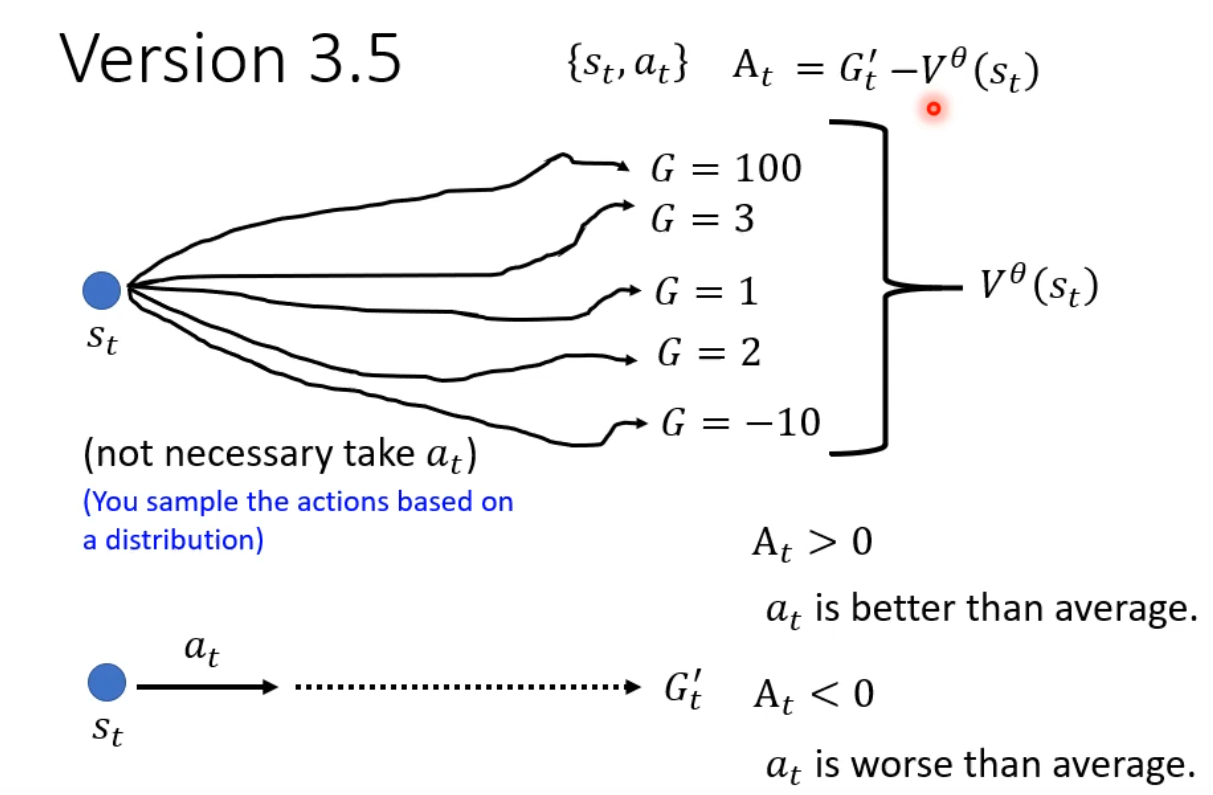 Version 3.5
{s_t, a_t} A_t = G'_t −V^θ(s_t)
G = 100
G = 3
G = 1
G = 2
G = −10
V^θ(s_t)
s_t
(not necessary take a_t)
(You sample the actions based on
a distribution)
A_t > 0
a_t is better than average.
a_t
s_t
G'_t
A_t < 0
a_t is worse than average.